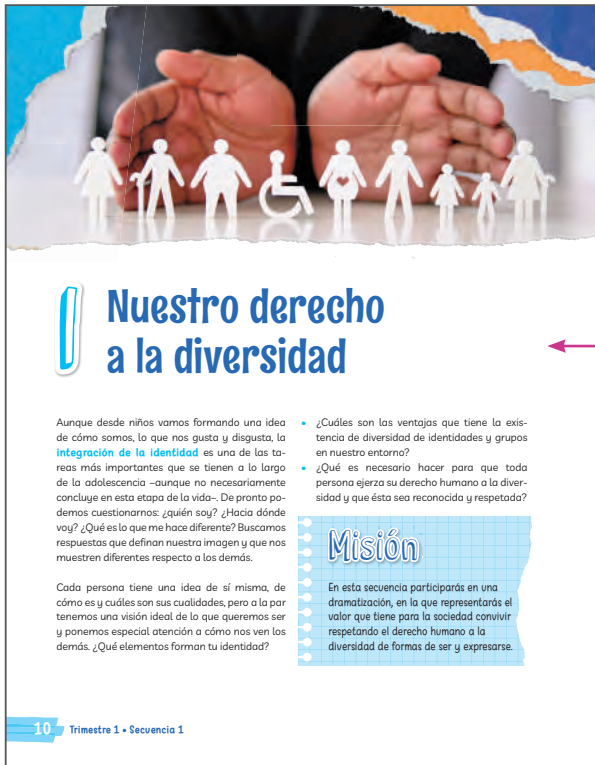 1
Nuestro derecho
a la diversidad
Aunque desde niños vamos formando una idea
de cómo somos, lo que nos gusta y disgusta, la
integración de la identidad es una de las ta-
reas más importantes que se tienen a lo largo
de la adolescencia –aunque no necesariamente
concluye en esta etapa de la vida–. De pronto po-
demos cuestionarnos: ¿quién soy? ¿Hacia dónde
voy? ¿Qué es lo que me hace diferente? Buscamos
respuestas que definan nuestra imagen y que nos
muestren diferentes respecto a los demás.
Cada persona tiene una idea de sí misma, de
cómo es y cuáles son sus cualidades, pero a la par
tenemos una visión ideal de lo que queremos ser
y ponemos especial atención a cómo nos ven los
demás. ¿Qué elementos forman tu identidad?
• ¿Cuáles son las ventajas que tiene la exis-
tencia de diversidad de identidades y grupos
en nuestro entorno?
• ¿Qué es necesario hacer para que toda
persona ejerza su derecho humano a la diver-
sidad y que ésta sea reconocida y respetada?
Misión
En esta secuencia participarás en una
dramatización, en la que representarás el
valor que tiene para la sociedad convivir
respetando el derecho humano a la
diversidad de formas de ser y expresarse.
10 Trimestre 1 • Secuencia 1